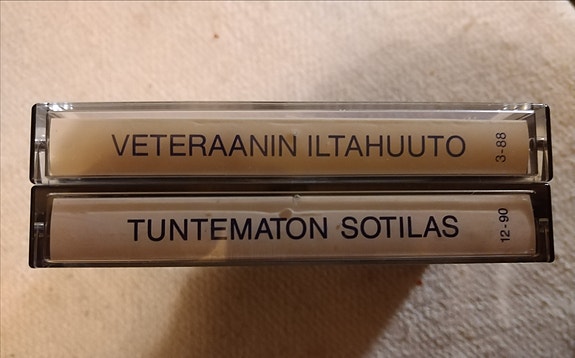 VETERAANIN ILTAHUUTO 3-88
TUNTEMATON SOTILAS 12-90